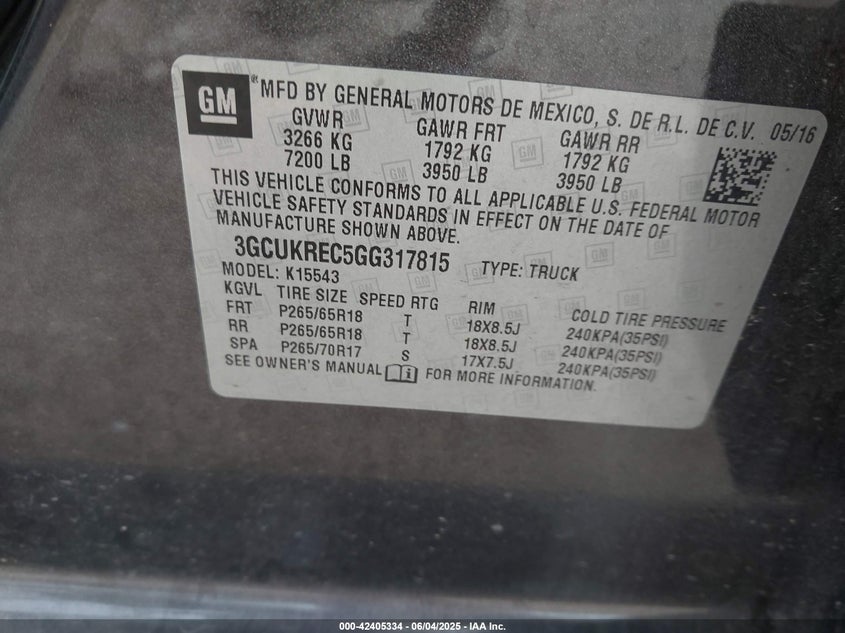 GM
® MFD BY GENERAL MOTORS DE MEXICO, S. DE R.L. DE C.V. 05/16
GVWR GAWR FRT GAWR RR
3266 KG 1792 KG 1792 KG
7200 LB 3950 LB 3950 LB
THIS VEHICLE CONFORMS TO ALL APPLICABLE U.S. FEDERAL MOTOR
VEHICLE SAFETY STANDARDS IN EFFECT ON THE DATE OF
MANUFACTURE SHOWN ABOVE.
3GCUKREC5GG317815 TYPE: TRUCK
MODEL: K15543
KGVL TIRE SIZE SPEED RTG RIM COLD TIRE PRESSURE
FRT P265/65R18 T 18X8.5J 240KPA(35PSI)
RR P265/65R18 T 18X8.5J 240KPA(35PSI)
SPA P265/70R17 S 17X7.5J 240KPA(35PSI)
SEE OWNER'S MANUAL FOR MORE INFORMATION.
000-42405334 | 06/04/2025 - IAA Inc.